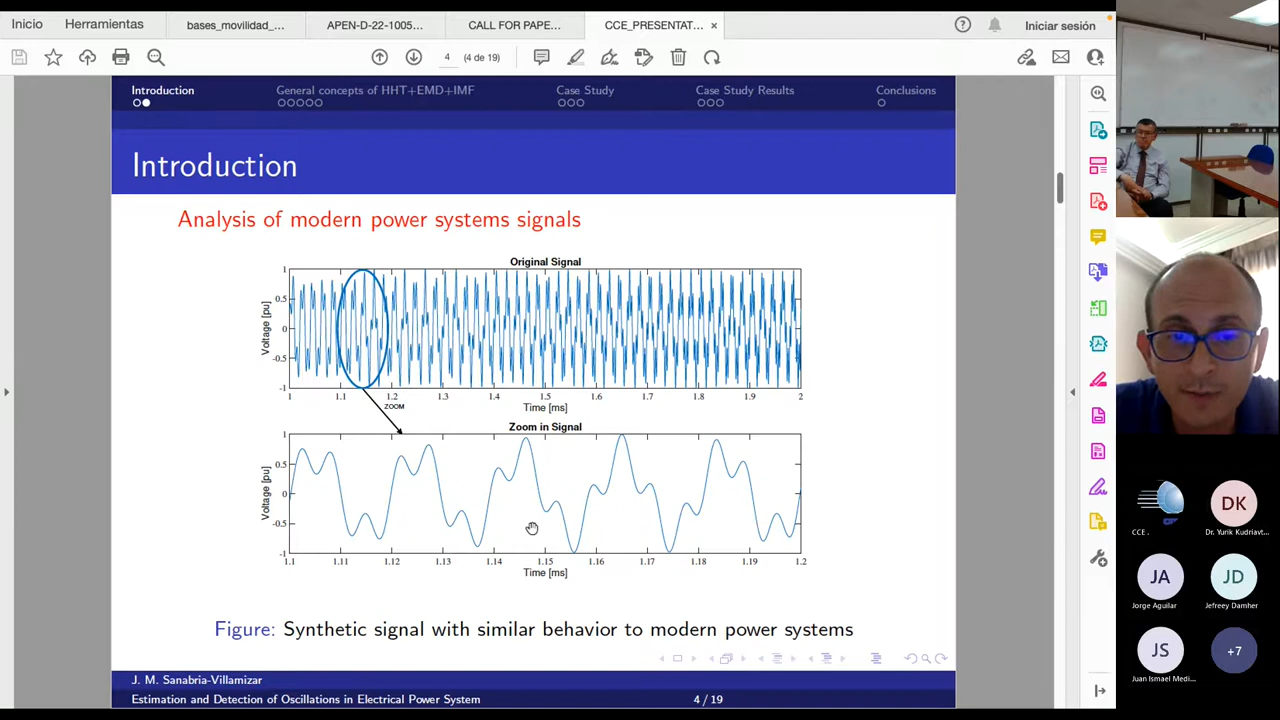 Inicio
Herramientas
bases_movilidad_...
APEN-D-22-1005...
CALL FOR PAPE...
CCE_PRESENTAT...
Iniciar sesión
4
(4 de 19)
Introduction
General concepts of HHT+EMD+IMF
Case Study
Case Study Results
Conclusions
Introduction
Analysis of modern power systems signals
Original Signal
Voltage [pu]
1
0.5
0
-0.5
-1
1 1.1 1.2 1.3 1.4 1.5 1.6 1.7 1.8 1.9 2
Time [ms]
ZOOM
Zoom in Signal
Voltage [pu]
1
0.5
0
-0.5
-1
1.1 1.11 1.12 1.13 1.14 1.15 1.16 1.17 1.18 1.19 1.2
Time [ms]
Figure: Synthetic signal with similar behavior to modern power systems
J. M. Sanabria-Villamizar
Estimation and Detection of Oscillations in Electrical Power System
4 / 19
CCE .
DK
Dr. Yurik Kudriavt...
JA
Jorge Aguilar
JD
Jefreey Damher
JS
Juan Ismael Medi...
+7